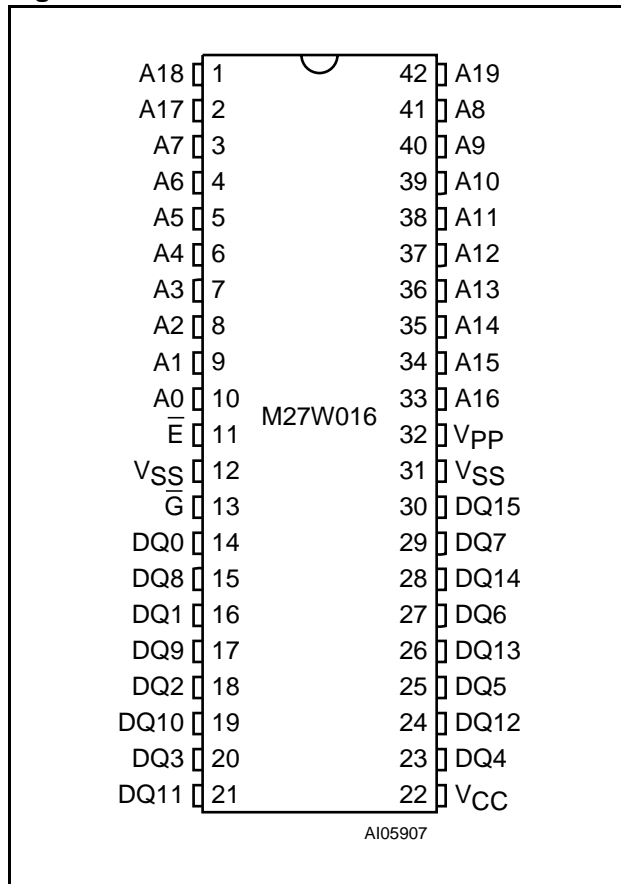 A18 1 42 A19
A17 2 41 A8
A7 3 40 A9
A6 4 39 A10
A5 5 38 A11
A4 6 37 A12
A3 7 36 A13
A2 8 35 A14
A1 9 34 A15
A0 10 33 A16
M27W016
E̅ 11 32 VPP
VSS 12 31 VSS
G̅ 13 30 DQ15
DQ0 14 29 DQ7
DQ8 15 28 DQ14
DQ1 16 27 DQ6
DQ9 17 26 DQ13
DQ2 18 25 DQ5
DQ10 19 24 DQ12
DQ3 20 23 DQ4
DQ11 21 22 VCC
AI05907